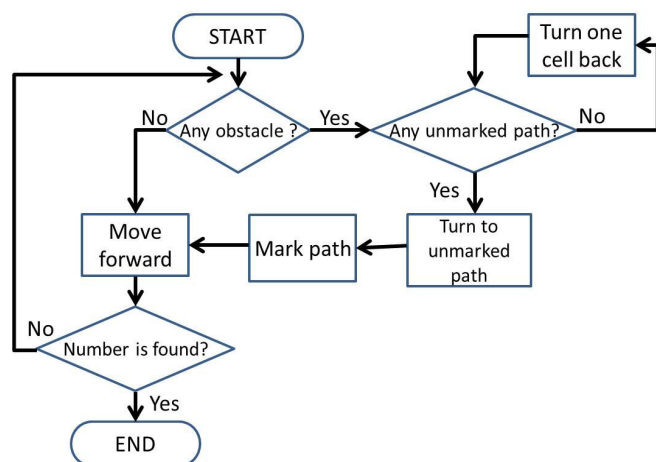 START
Turn one
cell back
No
Any obstacle ?
Yes
Any unmarked path?
No
Yes
Move
forward
Mark path
Turn to
unmarked
path
No
Number is found?
Yes
END